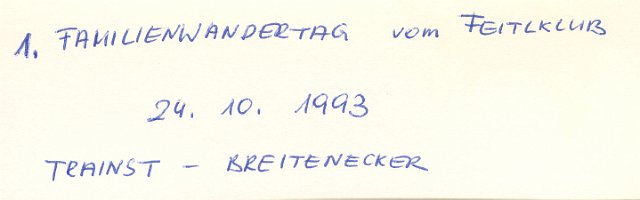 1. FAMILIENWANDERTAG vom FEITLKLUB
24. 10. 1993
TRAINST - BREITENECKER